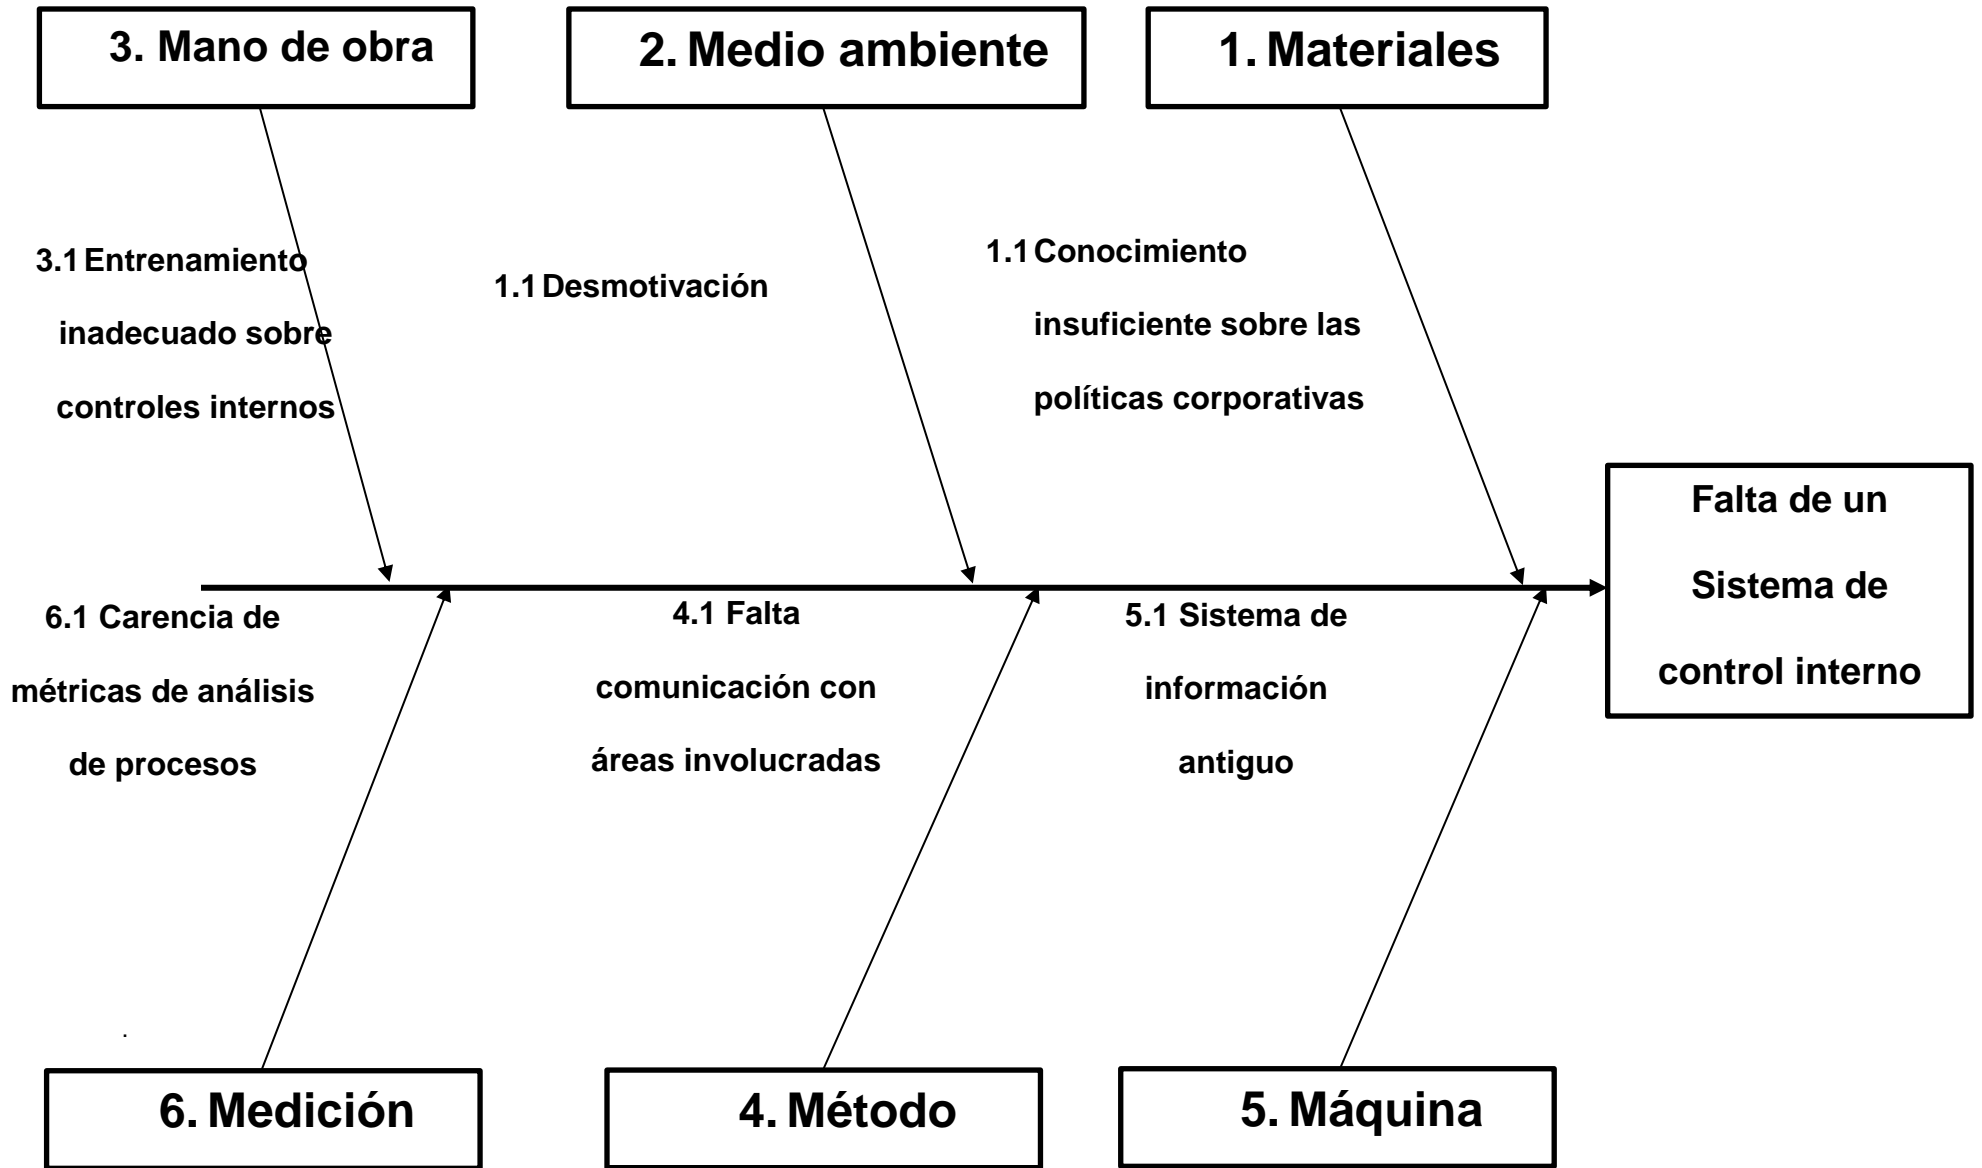 3. Mano de obra
2. Medio ambiente
1. Materiales
3.1 Entrenamiento
inadecuado sobre
controles internos
1.1 Desmotivación
1.1 Conocimiento
insuficiente sobre las
políticas corporativas
Falta de un
Sistema de
control interno
6.1 Carencia de
métricas de análisis
de procesos
4.1 Falta
comunicación con
áreas involucradas
5.1 Sistema de
información
antiguo
.
6. Medición
4. Método
5. Máquina